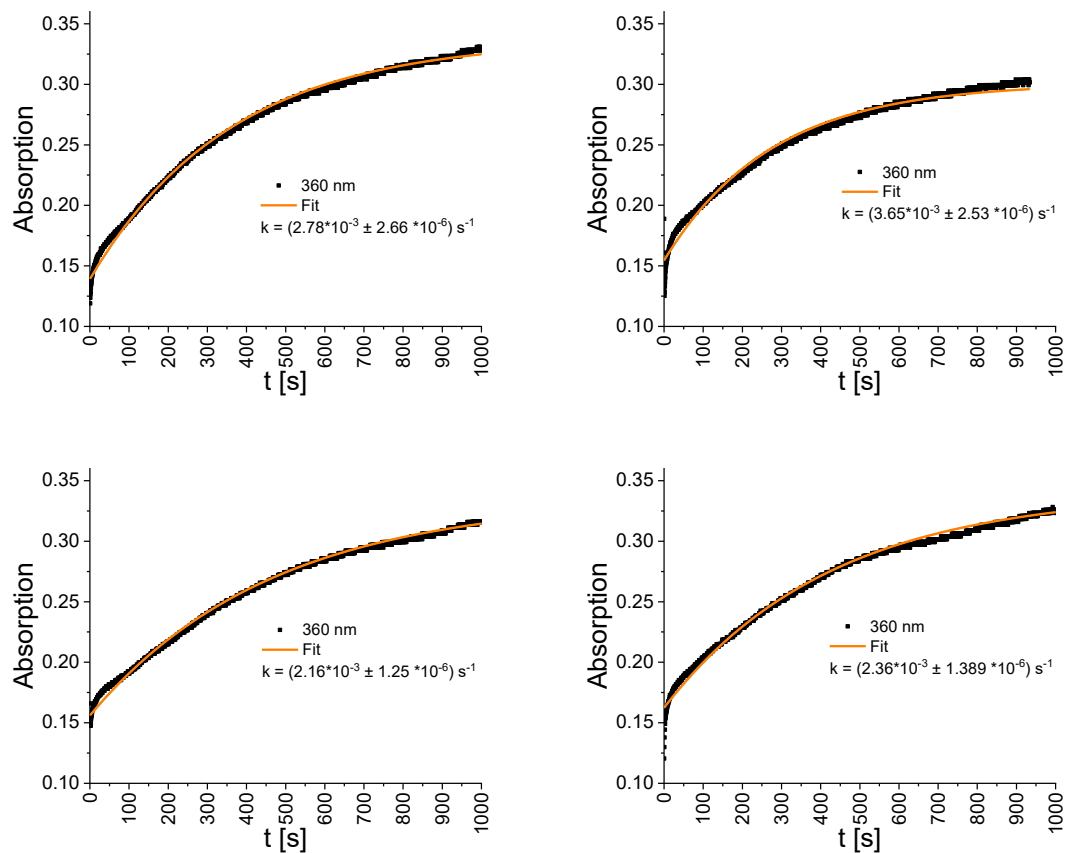 0.35
0.30
0.25
0.20
0.15
0.10
Absorption
360 nm
Fit
k = (2.78*10⁻³ ± 2.66 *10⁻⁶) s⁻¹
0 100 200 300 400 500 600 700 800 900 1000
t [s]
0.35
0.30
0.25
0.20
0.15
0.10
Absorption
360 nm
Fit
k = (3.65*10⁻³ ± 2.53 *10⁻⁶) s⁻¹
0 100 200 300 400 500 600 700 800 900 1000
t [s]
0.35
0.30
0.25
0.20
0.15
0.10
Absorption
360 nm
Fit
k = (2.16*10⁻³ ± 1.25 *10⁻⁶) s⁻¹
0 100 200 300 400 500 600 700 800 900 1000
t [s]
0.35
0.30
0.25
0.20
0.15
0.10
Absorption
360 nm
Fit
k = (2.36*10⁻³ ± 1.389 *10⁻⁶) s⁻¹
0 100 200 300 400 500 600 700 800 900 1000
t [s]